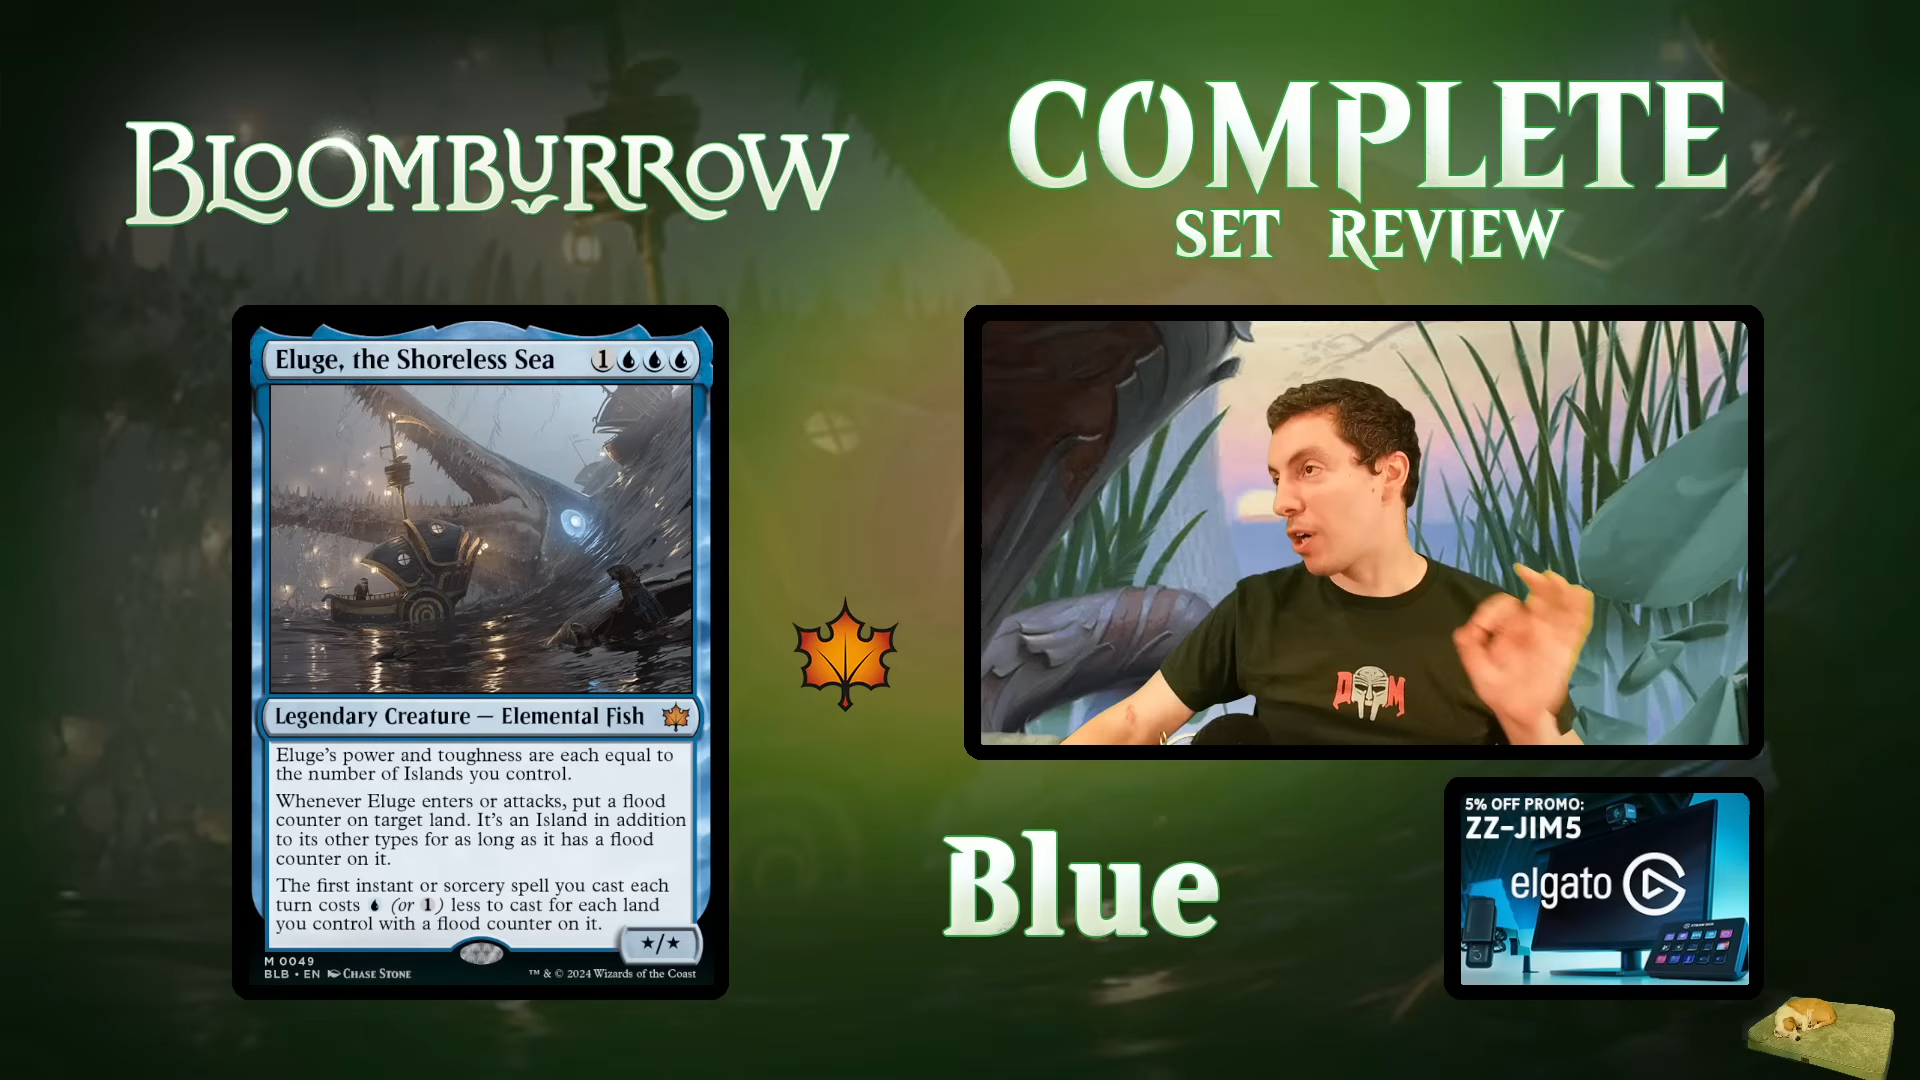 BLOOMBURROW
COMPLETE
SET REVIEW
Eluge, the Shoreless Sea 1
Legendary Creature — Elemental Fish
Eluge's power and toughness are each equal to
the number of Islands you control.
Whenever Eluge enters or attacks, put a flood
counter on target land. It's an Island in addition
to its other types for as long as it has a flood
counter on it.
The first instant or sorcery spell you cast each
turn costs (or 1) less to cast for each land
you control with a flood counter on it.
★/★
M 0049
BLB • EN CHASE STONE
™ & © 2024 Wizards of the Coast
DOM
Blue
5% OFF PROMO:
ZZ-JIM5
elgato